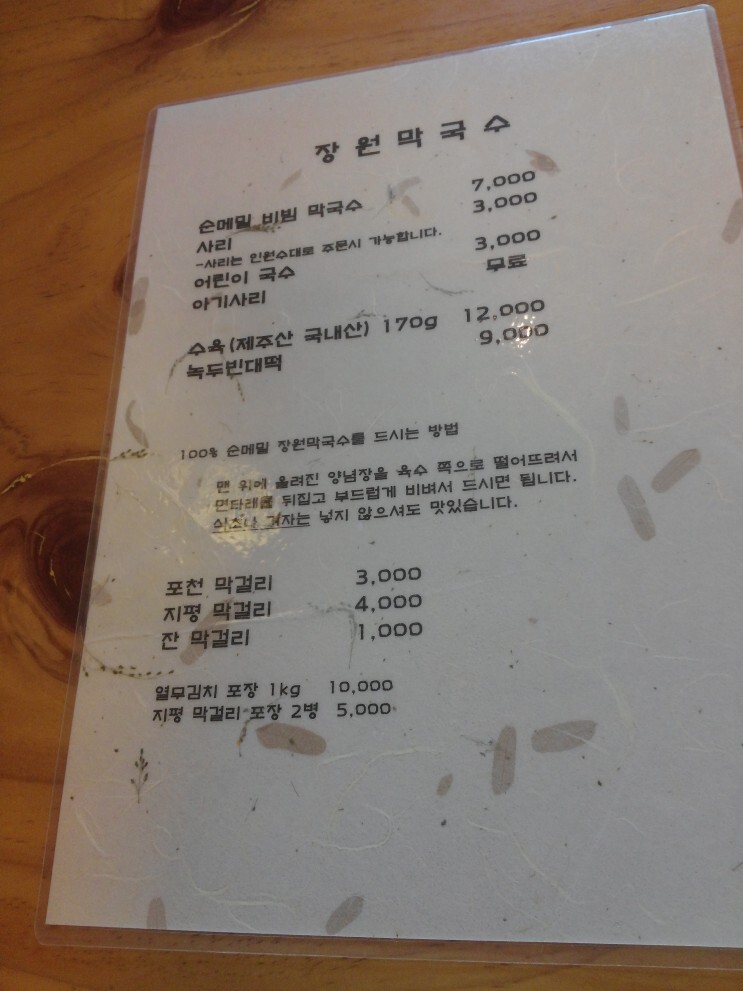 장원막국수
순메밀 비빔 막국수 7,000
사리 3,000
-사리는 인원수대로 주문시 가능합니다.
어린이 국수 3,000
아기사리 무료
수육(제주산 국내산) 170g 12,000
녹두빈대떡 9,000
100% 순메밀 장원막국수를 드시는 방법
맨 위에 올려진 양념장을 육수 쪽으로 떨어뜨려서
면타래를 뒤집고 부드럽게 비벼서 드시면 됩니다.
식초나 겨자는 넣지 않으셔도 맛있습니다.
포천 막걸리 3,000
지평 막걸리 4,000
잔 막걸리 1,000
열무김치 포장 1kg 10,000
지평 막걸리 포장 2병 5,000